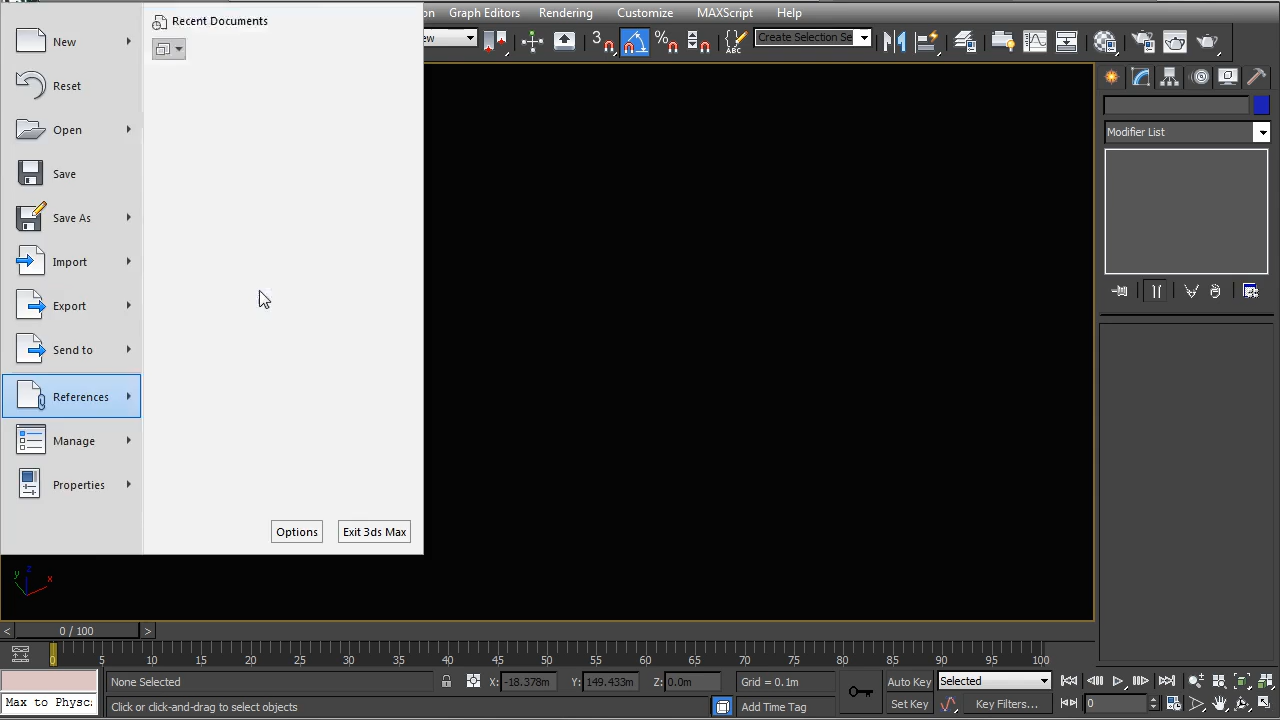 on Graph Editors Rendering Customize MAXScript Help
Recent Documents
New
Reset
Open
Save
Save As
Import
Export
Send to
References
Manage
Properties
Options Exit 3ds Max
ew
3
%
ABC
Create Selection Se
Modifier List
y z x
< 0 / 100 >
0 5 10 15 20 25 30 35 40 45 50 55 60 65 70 75 80 85 90 95 100
None Selected X: -18.378m Y: 149.433m Z: 0.0m Grid = 0.1m Auto Key Selected
Max to Physc: Click or click-and-drag to select objects Add Time Tag Set Key Key Filters... 0